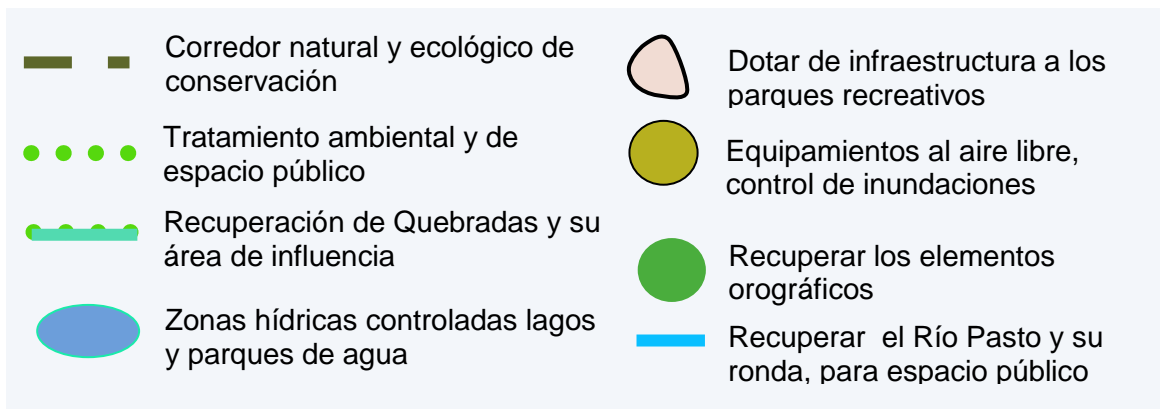 Corredor natural y ecológico de
conservación
Tratamiento ambiental y de
espacio público
Recuperación de Quebradas y su
área de influencia
Zonas hídricas controladas lagos
y parques de agua
Dotar de infraestructura a los
parques recreativos
Equipamientos al aire libre,
control de inundaciones
Recuperar los elementos
orográficos
Recuperar el Río Pasto y su
ronda, para espacio público